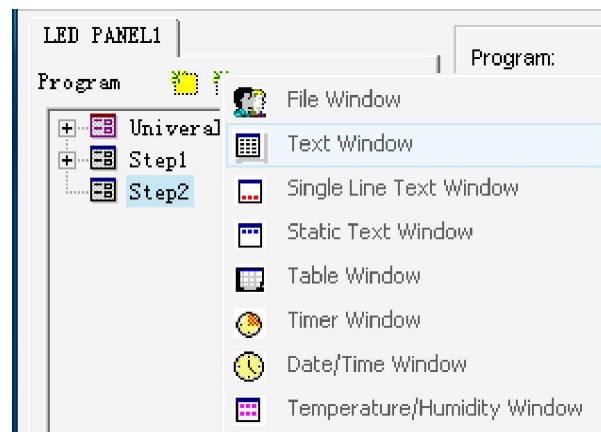 LED PANEL1
Program:
Program
File Window
Univeral
Text Window
Step1
Single Line Text Window
Step2
Static Text Window
Table Window
Timer Window
Date/Time Window
Temperature/Humidity Window